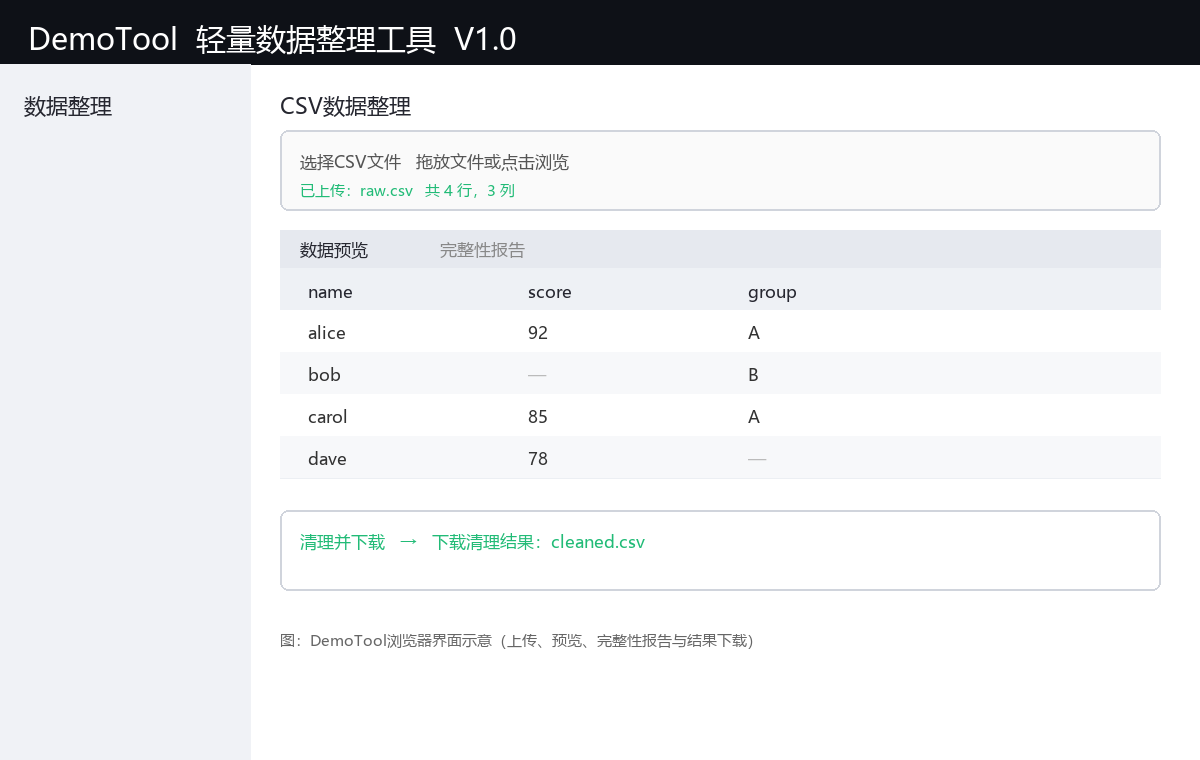 DemoTool 轻量数据整理工具 V1.0
数据整理
CSV数据整理
选择CSV文件 拖放文件或点击浏览
已上传：raw.csv 共 4 行，3 列
数据预览 完整性报告
name score group
alice 92 A
bob — B
carol 85 A
dave 78 —
清理并下载 → 下载清理结果：cleaned.csv
图：DemoTool浏览器界面示意（上传、预览、完整性报告与结果下载）